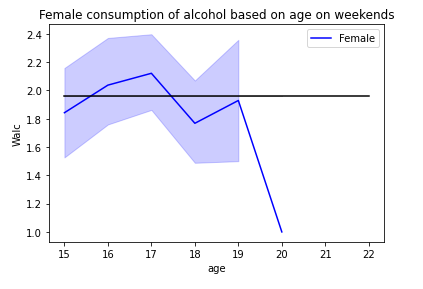 Female consumption of alcohol based on age on weekends
Female
2.4
2.2
2.0
1.8
1.6
1.4
1.2
1.0
Walc
15 16 17 18 19 20 21 22
age